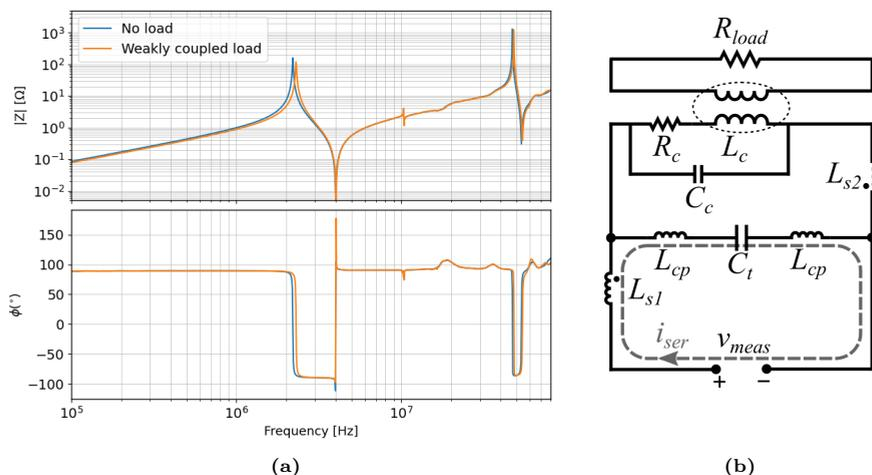 No load
Weakly coupled load
10³
10²
10¹
10⁰
10⁻¹
10⁻²
|Z| [Ω]
150
100
50
0
−50
−100
ϕ(°)
10⁵
10⁶
10⁷
Frequency [Hz]
(a)
R_load
R_c
L_c
C_c
L_s2
L_cp
C_t
L_cp
L_s1
i_ser
v_meas
+
−
(b)